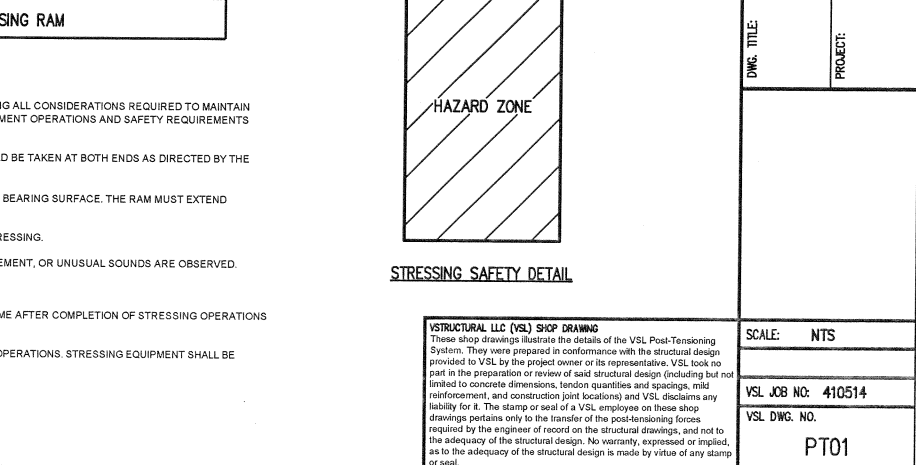 SING RAM
NG ALL CONSIDERATIONS REQUIRED TO MAINTAIN
MENT OPERATIONS AND SAFETY REQUIREMENTS
D BE TAKEN AT BOTH ENDS AS DIRECTED BY THE
BEARING SURFACE. THE RAM MUST EXTEND
RESSING.
EMENT, OR UNUSUAL SOUNDS ARE OBSERVED.
ME AFTER COMPLETION OF STRESSING OPERATIONS
OPERATIONS. STRESSING EQUIPMENT SHALL BE
HAZARD ZONE
STRESSING SAFETY DETAIL
VSTRUCTURAL LLC (VSL) SHOP DRAWING
These shop drawings illustrate the details of the VSL Post-Tensioning
System. They were prepared in conformance with the structural design
provided to VSL by the project owner or its representative. VSL took no
part in the preparation or review of said structural design (including but not
limited to concrete dimensions, tendon quantities and spacings, mild
reinforcement, and construction joint locations) and VSL disclaims any
liability for it. The stamp or seal of a VSL employee on these shop
drawings pertains only to the transfer of the post-tensioning forces
required by the engineer of record on the structural drawings, and not to
the adequacy of the structural design. No warranty, expressed or implied,
as to the adequacy of the structural design is made by virtue of any stamp
or seal.
DWG. TITLE:
PROJECT:
SCALE: NTS
VSL JOB NO: 410514
VSL DWG. NO.
PT01